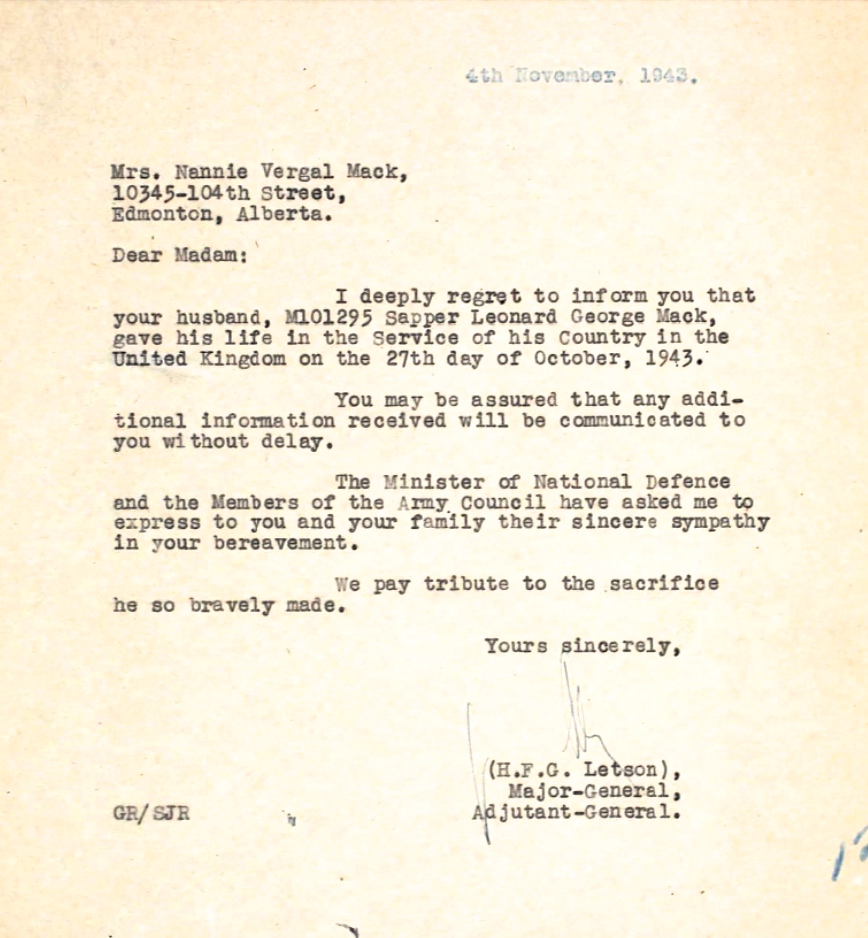 4th November, 1943.
Mrs. Nannie Vergal Mack,
10345-104th Street,
Edmonton, Alberta.
Dear Madam:
I deeply regret to inform you that
your husband, M101295 Sapper Leonard George Mack,
gave his life in the Service of his Country in the
United Kingdom on the 27th day of October, 1943.
You may be assured that any addi-
tional information received will be communicated to
you without delay.
The Minister of National Defence
and the Members of the Army Council have asked me to
express to you and your family their sincere sympathy
in your bereavement.
We pay tribute to the sacrifice
he so bravely made.
Yours sincerely,
(H.F.G. Letson),
Major-General,
Adjutant-General.
GR/SJR